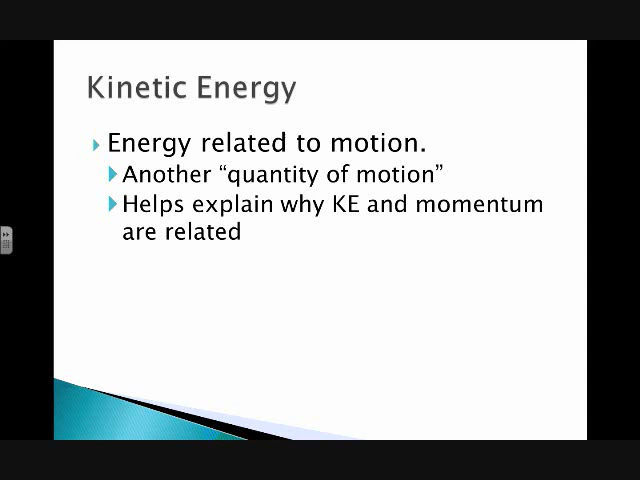 Kinetic Energy
Energy related to motion.
Another “quantity of motion”
Helps explain why KE and momentum
are related